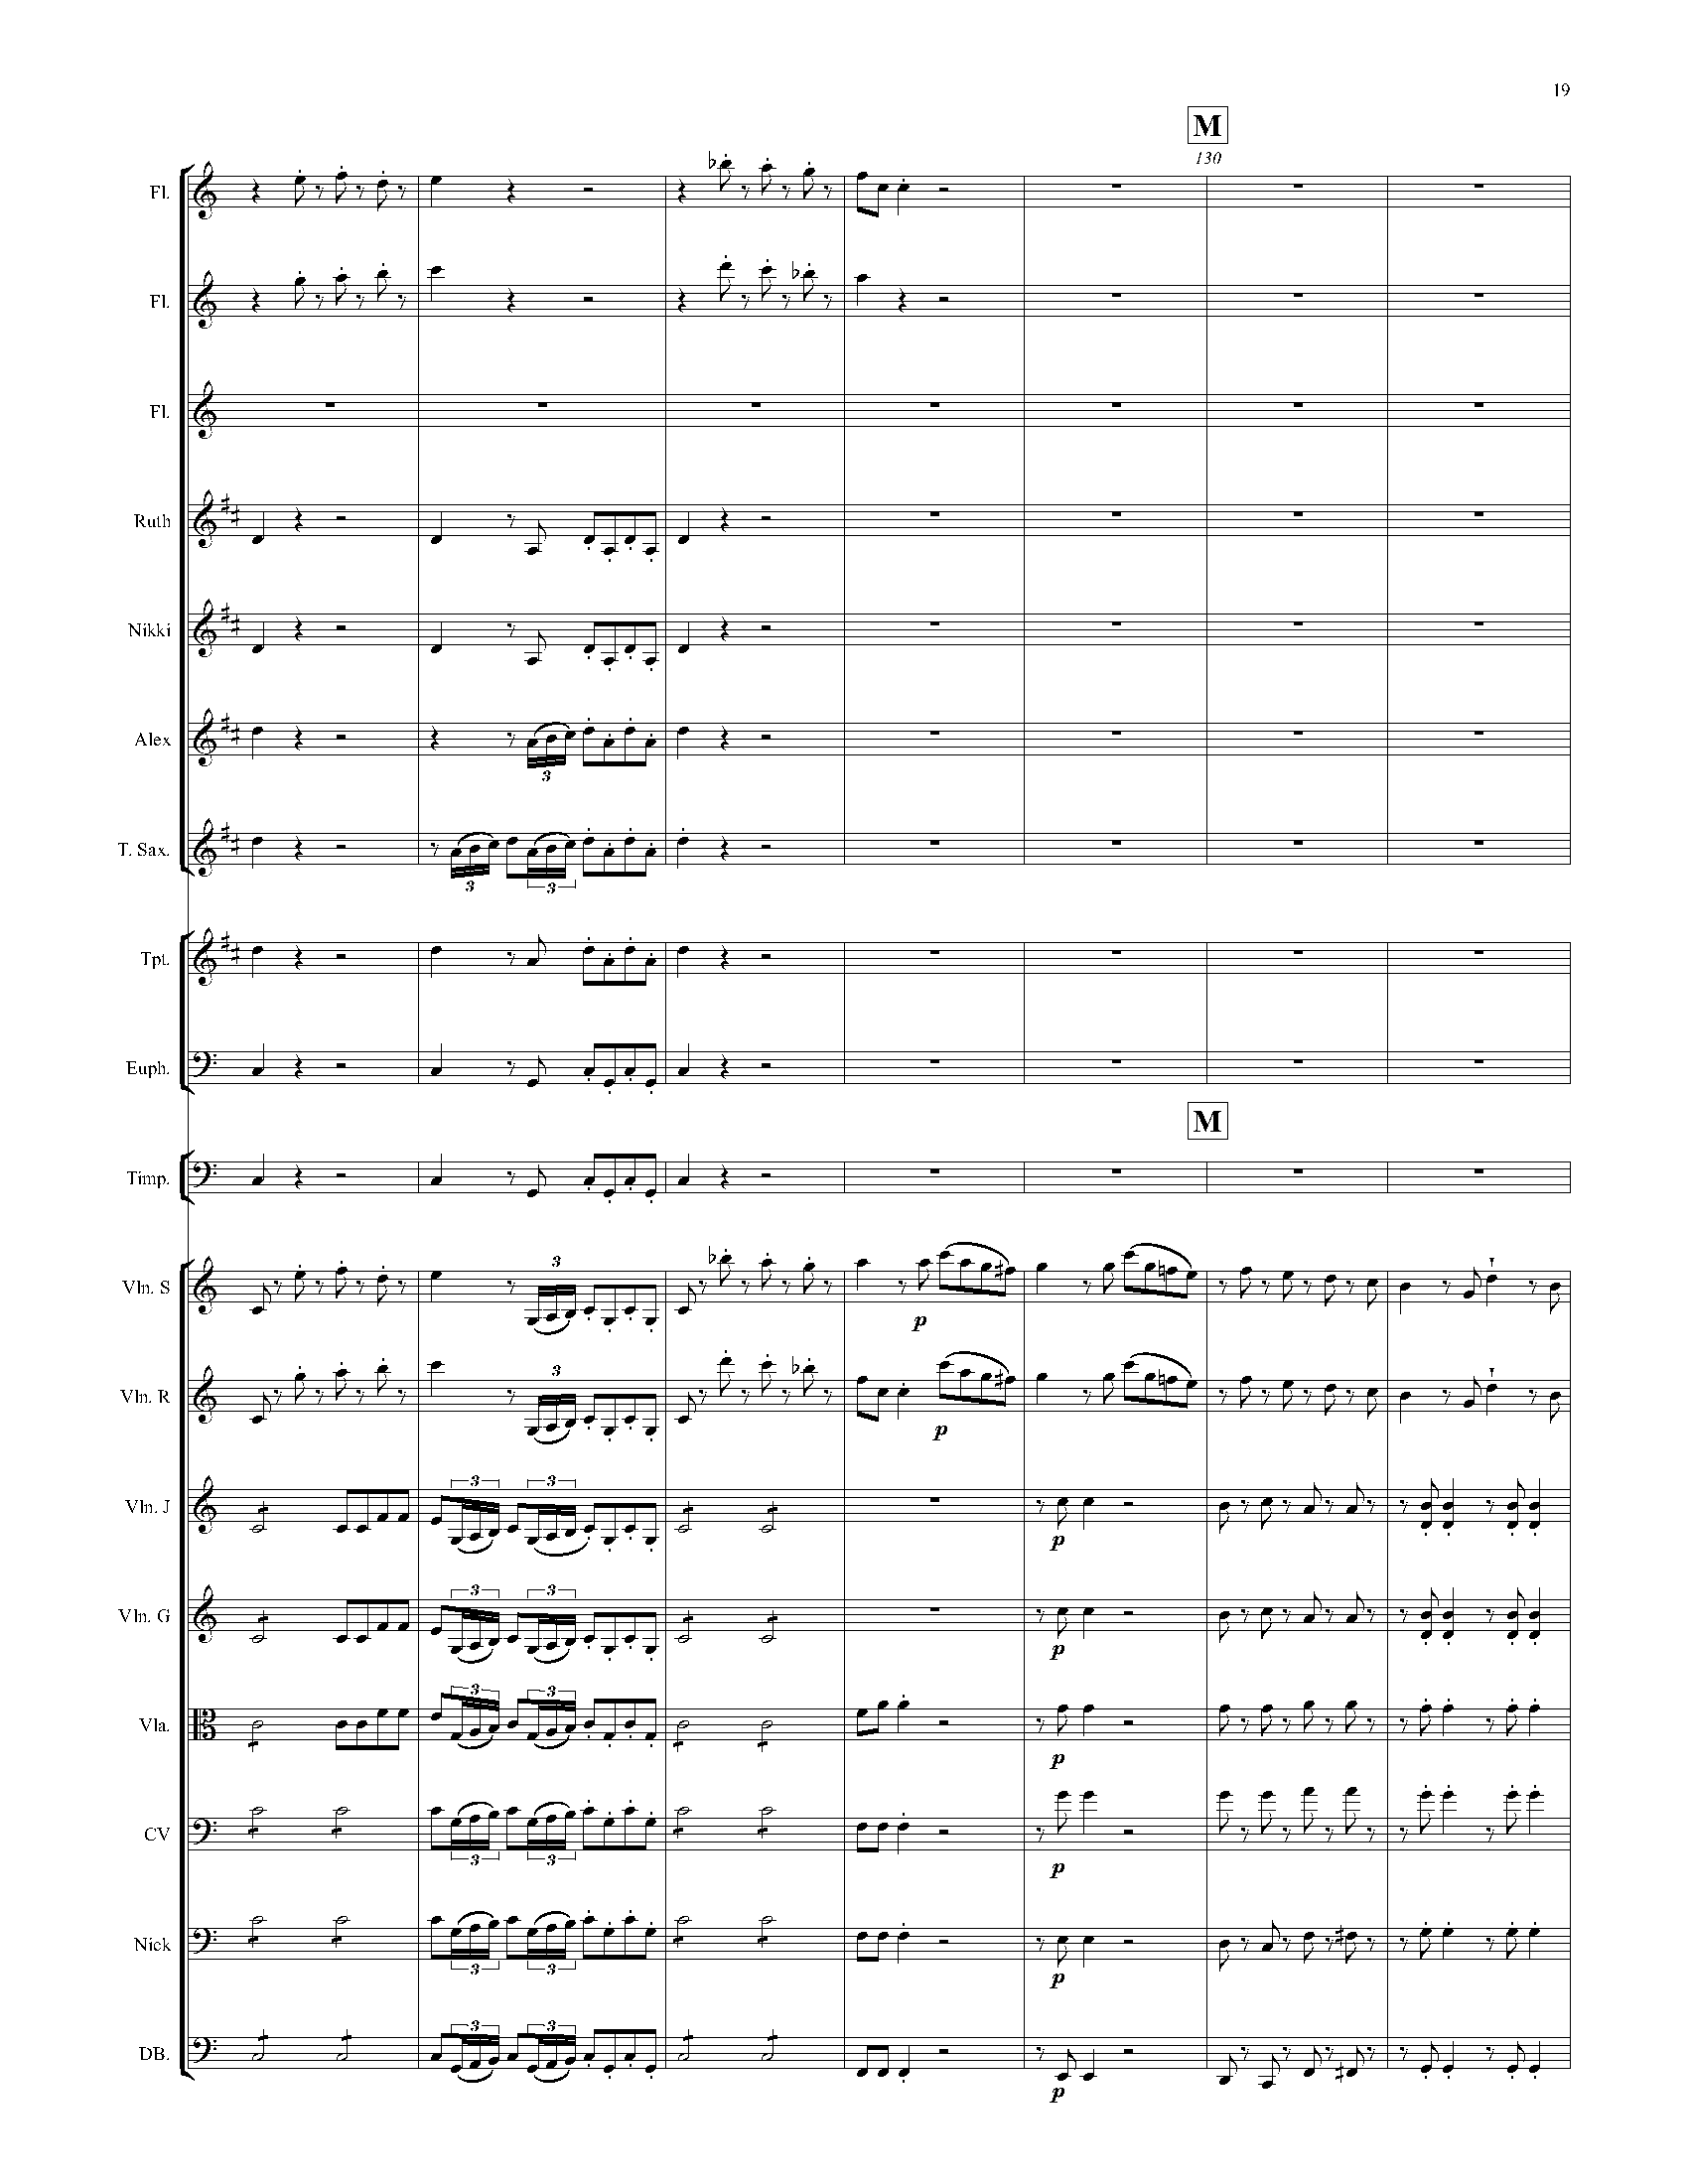 19
M
130
Fl.
Fl.
Fl.
Ruth
Nikki
Alex
3
T. Sax.
3
3
Tpt.
Euph.
M
Timp.
Vln. S
3
p
Vln. R
3
p
Vln. J
3
3
p
Vln. G
3
3
p
Vla.
3
3
p
CV
3
3
p
Nick
3
3
p
DB.
3
3
p